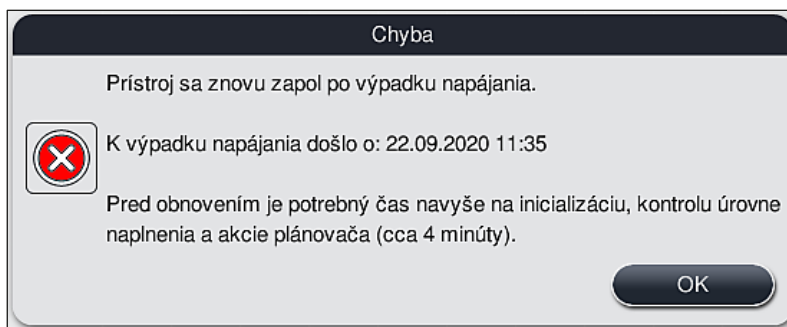 Chyba
Prístroj sa znovu zapol po výpadku napájania.
K výpadku napájania došlo o: 22.09.2020 11:35
Pred obnovením je potrebný čas navyše na inicializáciu, kontrolu úrovne
naplnenia a akcie plánovača (cca 4 minúty).
OK